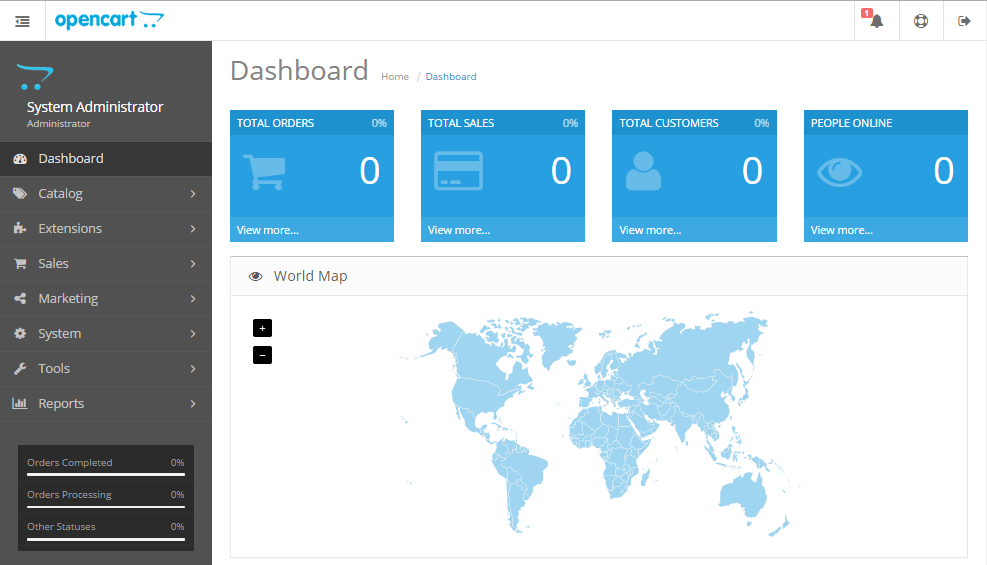 opencart
1
System Administrator
Administrator
Dashboard
Catalog
Extensions
Sales
Marketing
System
Tools
Reports
Orders Completed 0%
Orders Processing 0%
Other Statuses 0%
Dashboard Home / Dashboard
TOTAL ORDERS 0%
0
View more...
TOTAL SALES 0%
0
View more...
TOTAL CUSTOMERS 0%
0
View more...
PEOPLE ONLINE
0
View more...
World Map
+
−